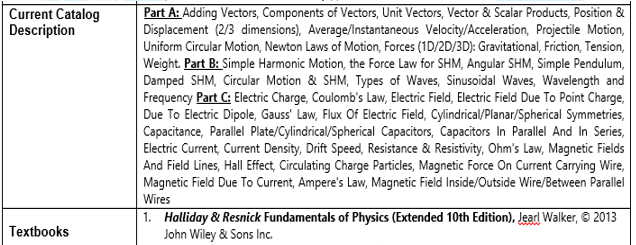 Current Catalog
Description
Part A: Adding Vectors, Components of Vectors, Unit Vectors, Vector & Scalar Products, Position &
Displacement (2/3 dimensions), Average/Instantaneous Velocity/Acceleration, Projectile Motion,
Uniform Circular Motion, Newton Laws of Motion, Forces (1D/2D/3D): Gravitational, Friction, Tension,
Weight. Part B: Simple Harmonic Motion, the Force Law for SHM, Angular SHM, Simple Pendulum,
Damped SHM, Circular Motion & SHM, Types of Waves, Sinusoidal Waves, Wavelength and
Frequency Part C: Electric Charge, Coulomb's Law, Electric Field, Electric Field Due To Point Charge,
Due To Electric Dipole, Gauss' Law, Flux Of Electric Field, Cylindrical/Planar/Spherical Symmetries,
Capacitance, Parallel Plate/Cylindrical/Spherical Capacitors, Capacitors In Parallel And In Series,
Electric Current, Current Density, Drift Speed, Resistance & Resistivity, Ohm's Law, Magnetic Fields
And Field Lines, Hall Effect, Circulating Charge Particles, Magnetic Force On Current Carrying Wire,
Magnetic Field Due To Current, Ampere's Law, Magnetic Field Inside/Outside Wire/Between Parallel
Wires
Textbooks
1. Halliday & Resnick Fundamentals of Physics (Extended 10th Edition), Jearl Walker, © 2013
John Wiley & Sons Inc.